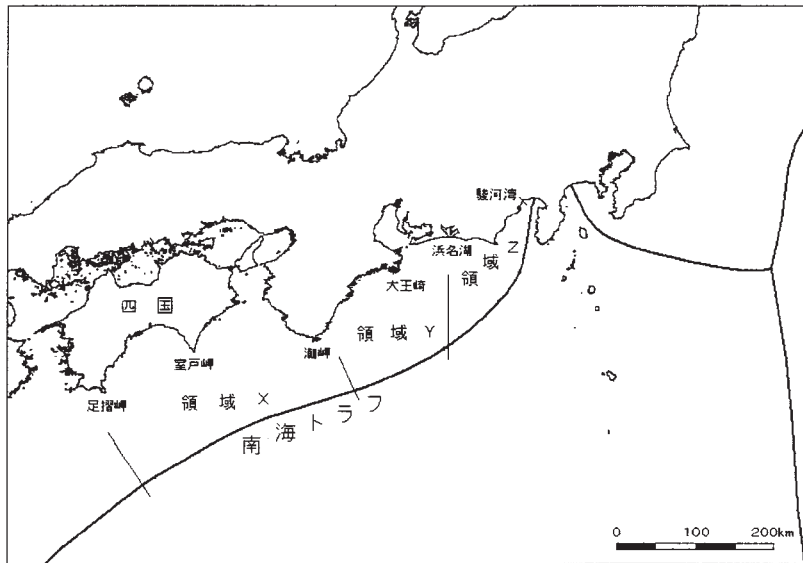 駿河湾
浜名湖
領域Z
大王崎
四国
領域Y
潮岬
室戸岬
足摺岬
領域X
南海トラフ
0 100 200km